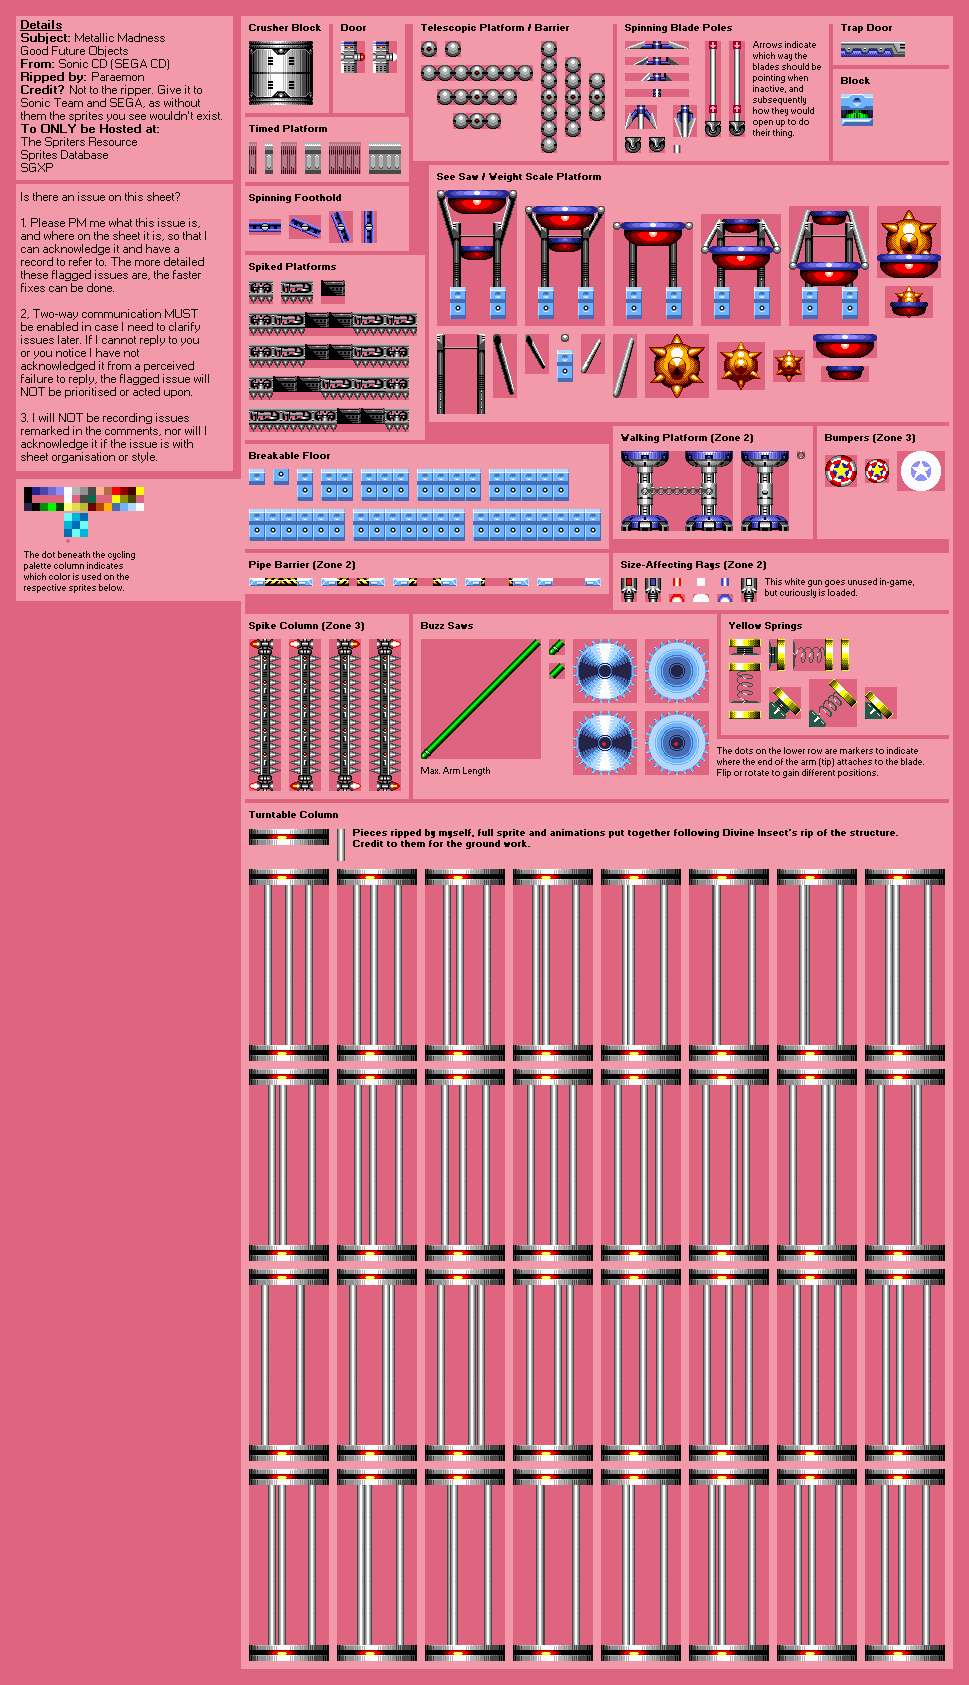 Details
Subject: Metallic Madness
Good Future Objects
From: Sonic CD (SEGA CD)
Ripped by: Paraemon
Credit? Not to the ripper. Give it to
Sonic Team and SEGA, as without
them the sprites you see wouldn't exist.
To ONLY be Hosted at:
The Spriters Resource
Sprites Database
SGXP
Is there an issue on this sheet?
1. Please PM me what this issue is,
and where on the sheet it is, so that I
can acknowledge it and have a
record to refer to. The more detailed
these flagged issues are, the faster
fixes can be done.
2, Two-way communication MUST
be enabled in case I need to clarify
issues later. If I cannot reply to you
or you notice I have not
acknowledged it from a perceived
failure to reply, the flagged issue will
NOT be prioritised or acted upon.
3. I will NOT be recording issues
remarked in the comments, nor will I
acknowledge it if the issue is with
sheet organisation or style.
The dot beneath the cycling
palette column indicates
which color is used on the
respective sprites below.
Crusher Block
Door
Telescopic Platform / Barrier
Spinning Blade Poles
Arrows indicate
which way the
blades should be
pointing when
inactive, and
subsequently
how they would
open up to do
their thing.
Trap Door
Block
Timed Platform
Spinning Foothold
See Saw / Weight Scale Platform
Spiked Platforms
Breakable Floor
Walking Platform (Zone 2)
Bumpers (Zone 3)
Pipe Barrier (Zone 2)
Size-Affecting Rays (Zone 2)
This white gun goes unused in-game,
but curiously is loaded.
Spike Column (Zone 3)
Buzz Saws
Max. Arm Length
Yellow Springs
The dots on the lower row are markers to indicate
where the end of the arm (tip) attaches to the blade.
Flip or rotate to gain different positions.
Turntable Column
Pieces ripped by myself, full sprite and animations put together following Divine Insect's rip of the structure.
Credit to them for the ground work.